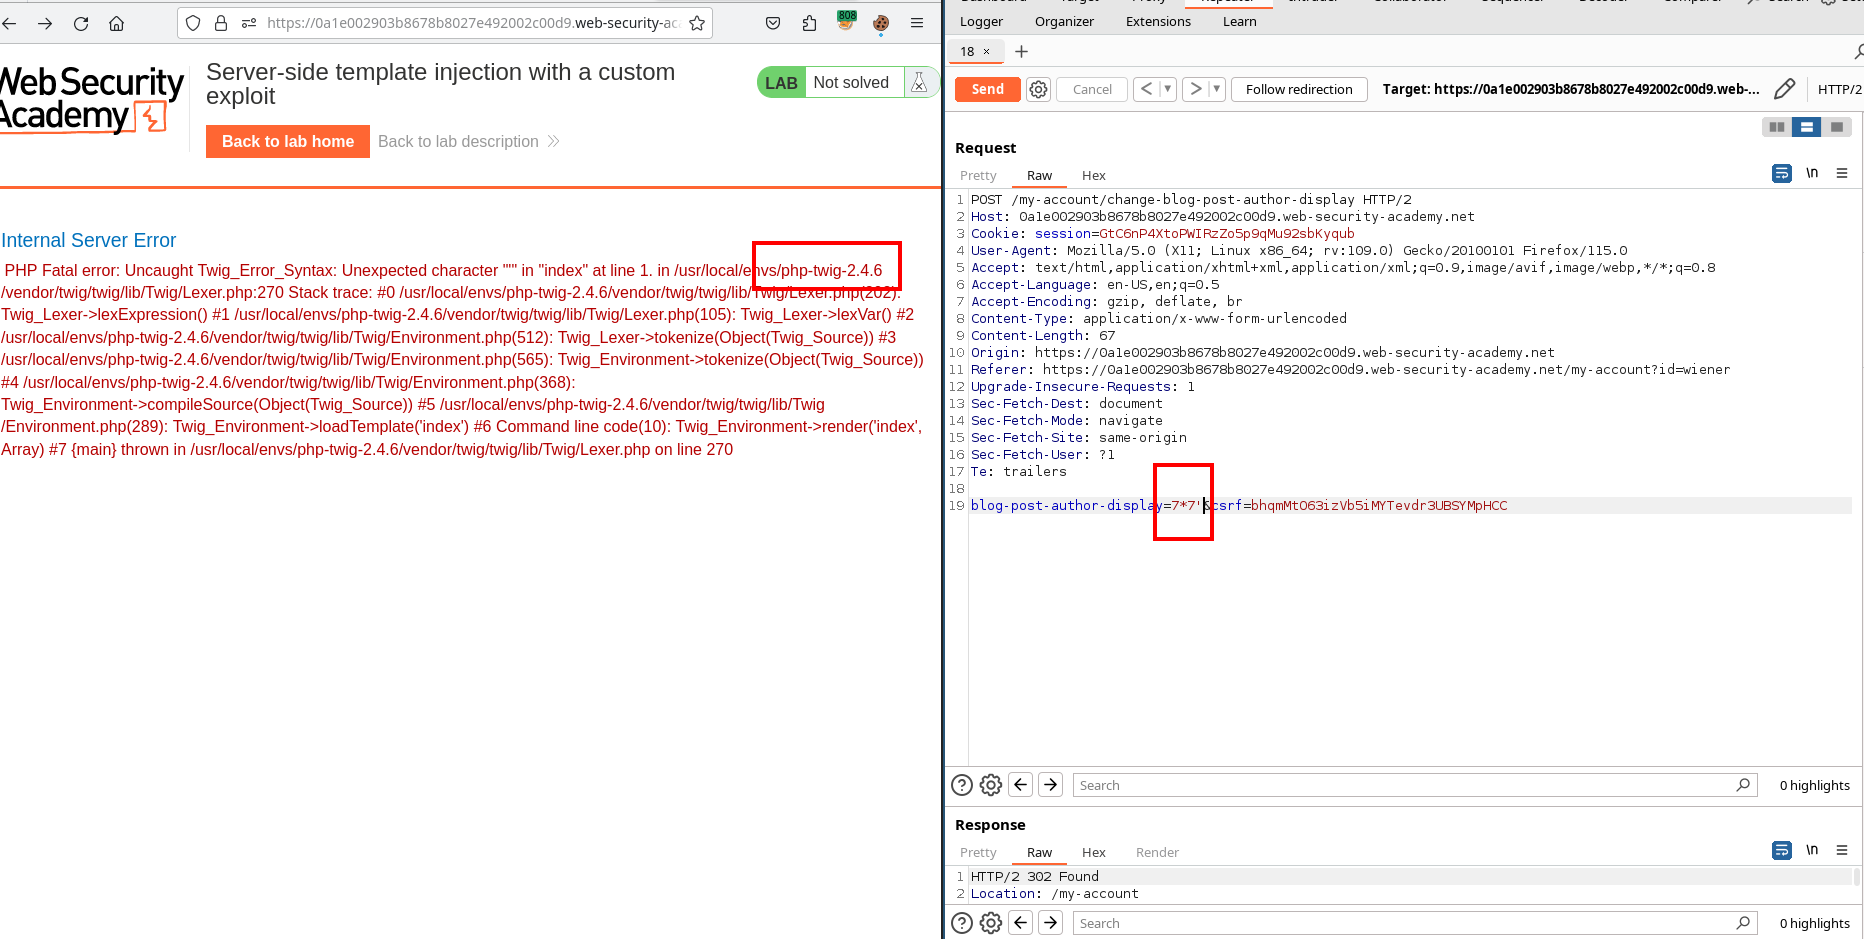 https://0a1e002903b8678b8027e492002c00d9.web-security-aca
808
Web Security
Academy
Server-side template injection with a custom
exploit
LAB
Not solved
Back to lab home
Back to lab description
Internal Server Error
PHP Fatal error: Uncaught Twig_Error_Syntax: Unexpected character "'" in "index" at line 1. in /usr/local/envs/php-twig-2.4.6
/vendor/twig/twig/lib/Twig/Lexer.php:270 Stack trace: #0 /usr/local/envs/php-twig-2.4.6/vendor/twig/twig/lib/Twig/Lexer.php(202):
Twig_Lexer->lexExpression() #1 /usr/local/envs/php-twig-2.4.6/vendor/twig/twig/lib/Twig/Lexer.php(105): Twig_Lexer->lexVar() #2
/usr/local/envs/php-twig-2.4.6/vendor/twig/twig/lib/Twig/Environment.php(512): Twig_Lexer->tokenize(Object(Twig_Source)) #3
/usr/local/envs/php-twig-2.4.6/vendor/twig/twig/lib/Twig/Environment.php(565): Twig_Environment->tokenize(Object(Twig_Source))
#4 /usr/local/envs/php-twig-2.4.6/vendor/twig/twig/lib/Twig/Environment.php(368):
Twig_Environment->compileSource(Object(Twig_Source)) #5 /usr/local/envs/php-twig-2.4.6/vendor/twig/twig/lib/Twig
/Environment.php(289): Twig_Environment->loadTemplate('index') #6 Command line code(10): Twig_Environment->render('index',
Array) #7 {main} thrown in /usr/local/envs/php-twig-2.4.6/vendor/twig/twig/lib/Twig/Lexer.php on line 270
Logger Organizer Extensions Learn
18 × +
Send Cancel < > Follow redirection Target: https://0a1e002903b8678b8027e492002c00d9.web-... HTTP/2
Request
Pretty Raw Hex \n
1 POST /my-account/change-blog-post-author-display HTTP/2
2 Host: 0a1e002903b8678b8027e492002c00d9.web-security-academy.net
3 Cookie: session=GtC6nP4XtoPWIRzZo5p9qMu92sbKyqub
4 User-Agent: Mozilla/5.0 (X11; Linux x86_64; rv:109.0) Gecko/20100101 Firefox/115.0
5 Accept: text/html,application/xhtml+xml,application/xml;q=0.9,image/avif,image/webp,*/*;q=0.8
6 Accept-Language: en-US,en;q=0.5
7 Accept-Encoding: gzip, deflate, br
8 Content-Type: application/x-www-form-urlencoded
9 Content-Length: 67
10 Origin: https://0a1e002903b8678b8027e492002c00d9.web-security-academy.net
11 Referer: https://0a1e002903b8678b8027e492002c00d9.web-security-academy.net/my-account?id=wiener
12 Upgrade-Insecure-Requests: 1
13 Sec-Fetch-Dest: document
14 Sec-Fetch-Mode: navigate
15 Sec-Fetch-Site: same-origin
16 Sec-Fetch-User: ?1
17 Te: trailers
18
19 blog-post-author-display=7*7'&csrf=bhqmMtO63izVb5iMYTevdr3UBSYMpHCC
Search 0 highlights
Response
Pretty Raw Hex Render \n
1 HTTP/2 302 Found
2 Location: /my-account
Search 0 highlights